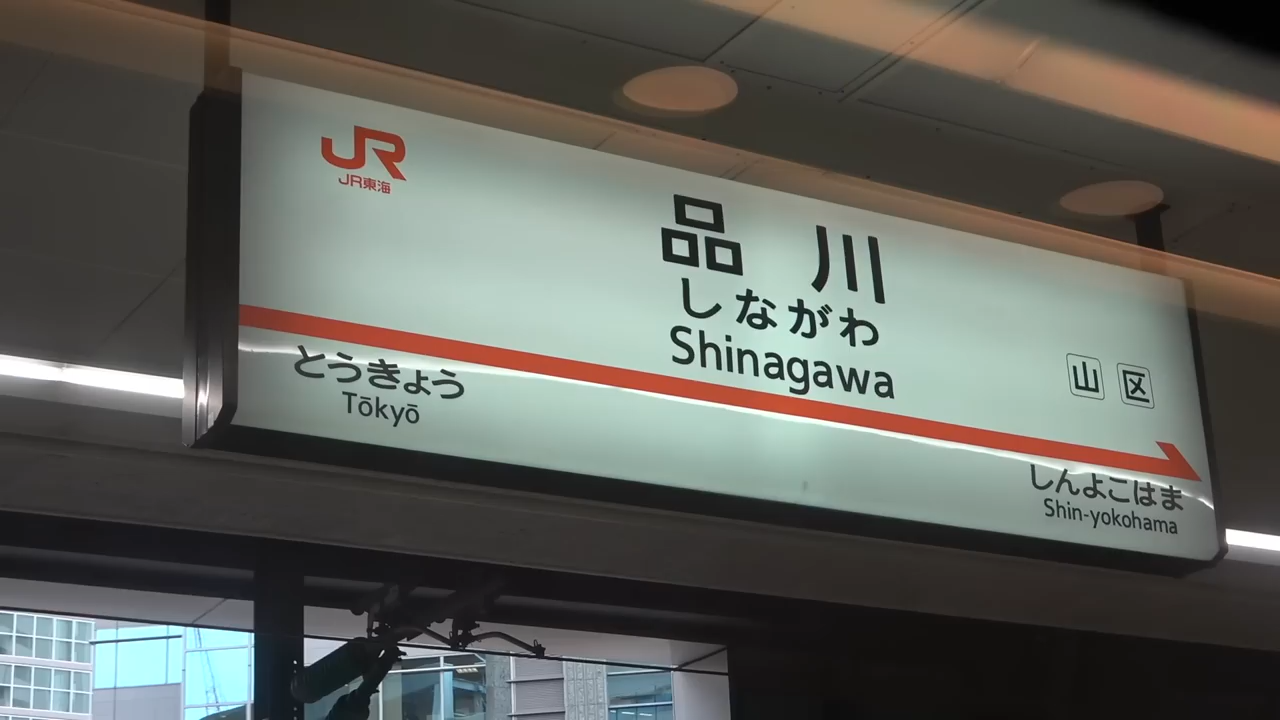 JR
JR東海
品川
しながわ
Shinagawa
山 区
とうきょう
Tōkyō
しんよこはま
Shin-yokohama